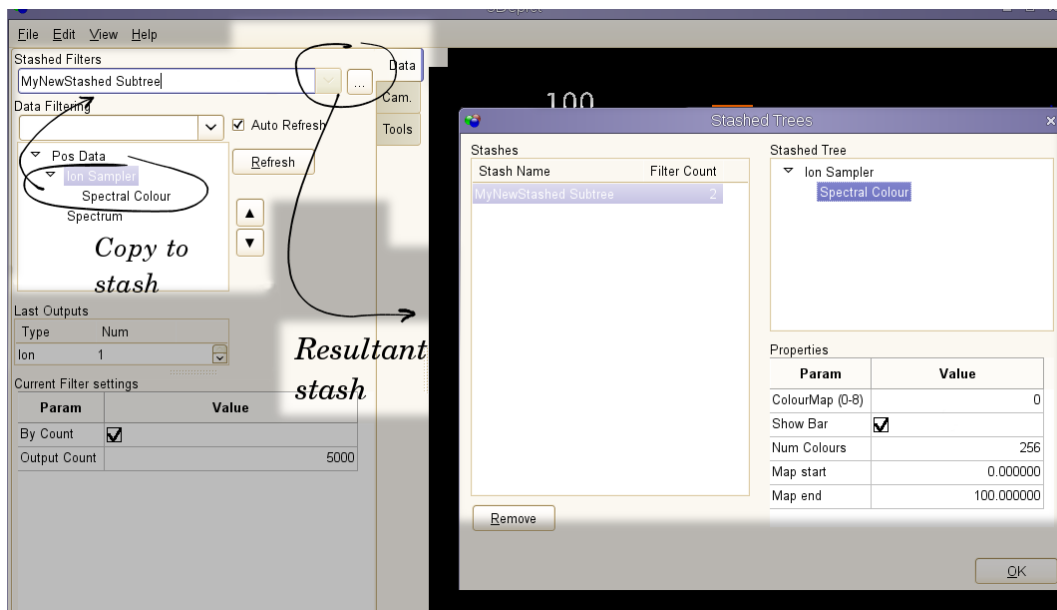 File Edit View Help
Stashed Filters
MyNewStashed Subtree
...
Data
Cam.
Tools
Data Filtering
Auto Refresh
Refresh
Pos Data
Ion Sampler
Spectral Colour
Spectrum
Copy to
stash
Last Outputs
Type Num
Ion 1
Resultant
stash
Current Filter settings
Param Value
By Count
Output Count 5000
100
Stashed Trees
Stashes
Stash Name Filter Count
MyNewStashed Subtree 2
Remove
Stashed Tree
Ion Sampler
Spectral Colour
Properties
Param Value
ColourMap (0-8) 0
Show Bar
Num Colours 256
Map start 0.000000
Map end 100.000000
OK